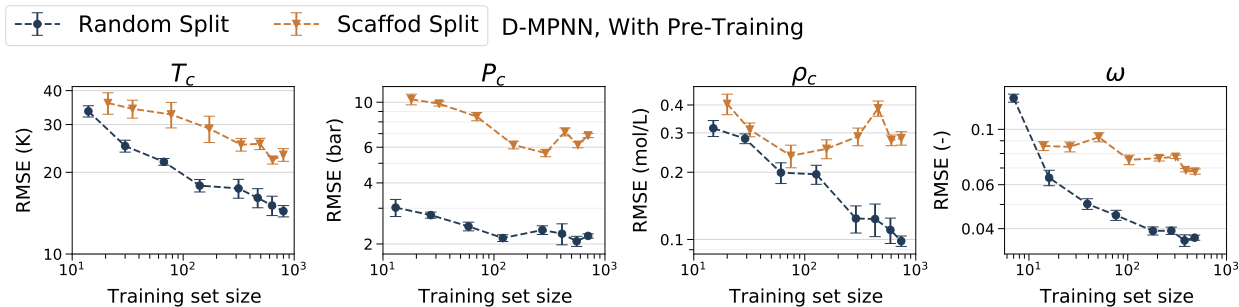 Random Split
Scaffod Split
D-MPNN, With Pre-Training
T_c
RMSE (K)
40
30
20
10
10^1
10^2
10^3
Training set size
P_c
RMSE (bar)
10
6
4
2
10^1
10^2
10^3
Training set size
ρ_c
RMSE (mol/L)
0.4
0.3
0.2
0.1
10^1
10^2
10^3
Training set size
ω
RMSE (-)
0.1
0.06
0.04
10^1
10^2
10^3
Training set size